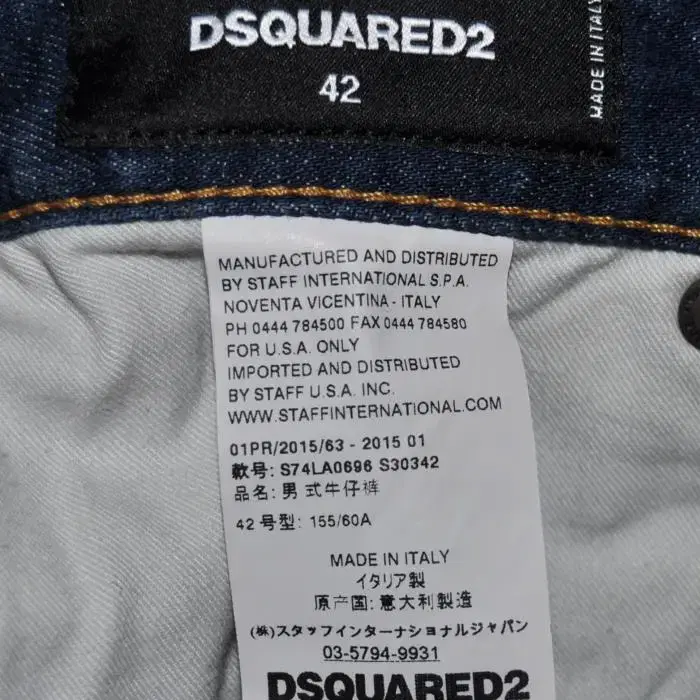 DSQUARED2
42
MADE IN ITALY
MANUFACTURED AND DISTRIBUTED
BY STAFF INTERNATIONAL S.P.A.
NOVENTA VICENTINA - ITALY
PH 0444 784500 FAX 0444 784580
FOR U.S.A. ONLY
IMPORTED AND DISTRIBUTED
BY STAFF U.S.A. INC.
WWW.STAFFINTERNATIONAL.COM
01PR/2015/63 - 2015 01
款号: S74LA0696 S30342
品名: 男 式牛仔裤
42 号型: 155/60A
MADE IN ITALY
イタリア製
原产国: 意大利製造
(株)スタッフインターナショナルジャパン
03-5794-9931
DSQUARED2